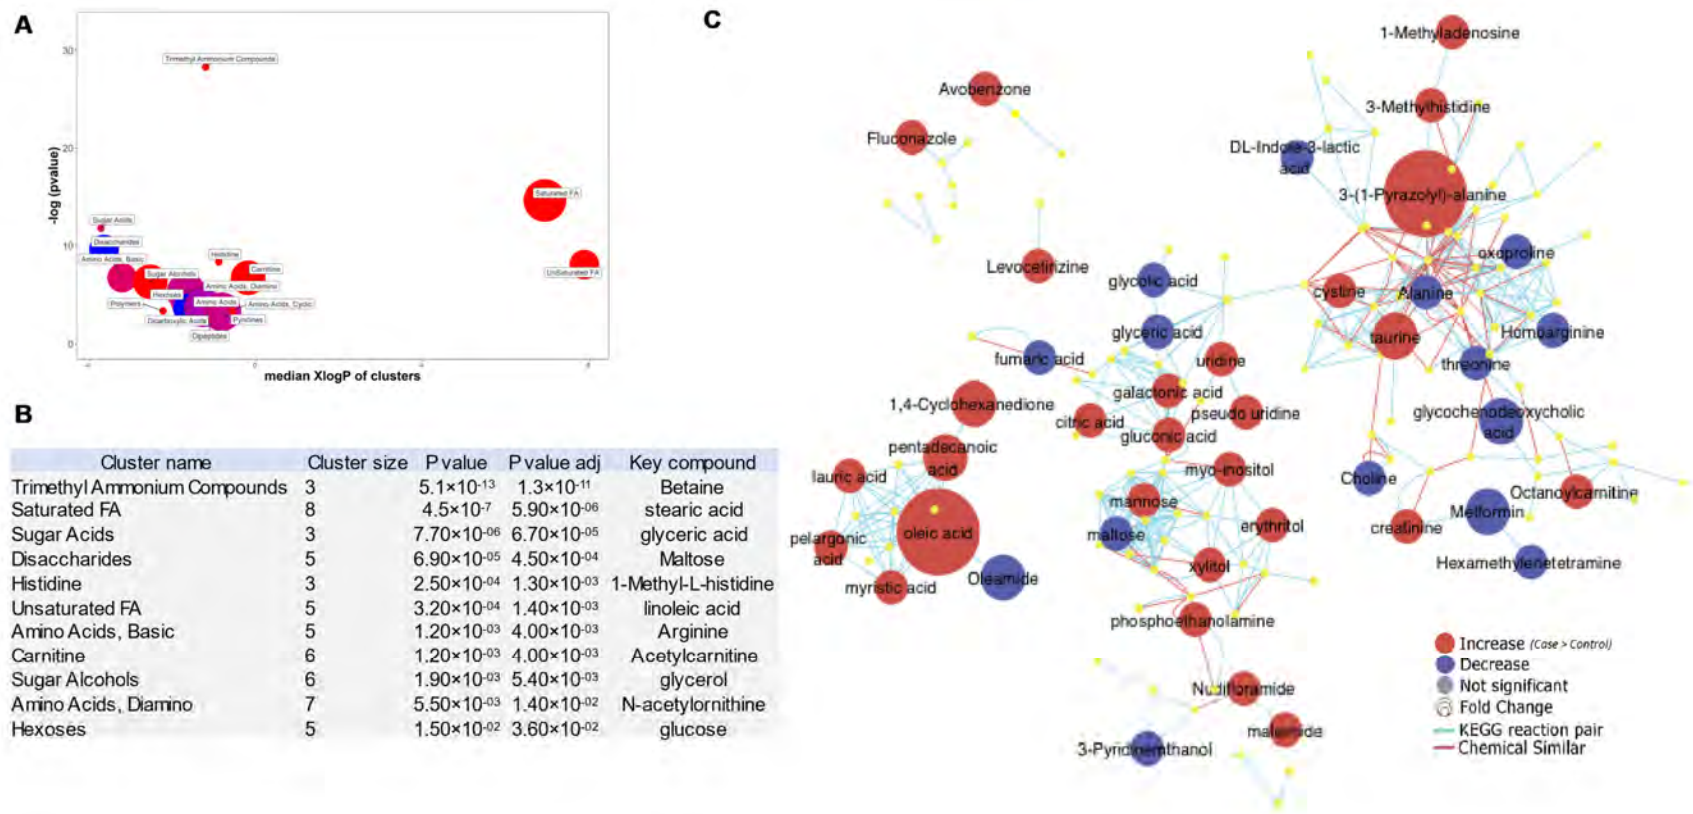 A
Trimethyl Ammonium Compounds
30
20
10
0
-log (pvalue)
Saturated FA
UnSaturated FA
Sugar Acids
Disaccharides
Amino Acids, Basic
Histidine
Sugar Alcohols
Carnitine
Amino Acids, Diamino
Hexoses
Polymers
Amino Acids
Amino Acids, Cyclic
Dicarboxylic Acids
Pyridines
Dipeptides
median XlogP of clusters
B
Cluster name Cluster size P value P value adj Key compound
Trimethyl Ammonium Compounds 3 5.1×10-13 1.3×10-11 Betaine
Saturated FA 8 4.5×10-7 5.90×10-06 stearic acid
Sugar Acids 3 7.70×10-06 6.70×10-05 glyceric acid
Disaccharides 5 6.90×10-05 4.50×10-04 Maltose
Histidine 3 2.50×10-04 1.30×10-03 1-Methyl-L-histidine
Unsaturated FA 5 3.20×10-04 1.40×10-03 linoleic acid
Amino Acids, Basic 5 1.20×10-03 4.00×10-03 Arginine
Carnitine 6 1.20×10-03 4.00×10-03 Acetylcarnitine
Sugar Alcohols 6 1.90×10-03 5.40×10-03 glycerol
Amino Acids, Diamino 7 5.50×10-03 1.40×10-02 N-acetylornithine
Hexoses 5 1.50×10-02 3.60×10-02 glucose
C
1-Methyladenosine
Avobenzone
3-Methylhistidine
Fluconazole
DL-Indole-3-lactic
acid
3-(1-Pyrazolyl)-alanine
oxoproline
Levocetirizine
glycolic acid
cystine
Alanine
glyceric acid
Homoarginine
taurine
fumaric acid
uridine
threonine
galactonic acid
1,4-Cyclohexanedione
pseudo uridine
glycochenodeoxycholic
acid
citric acid
gluconic acid
pentadecanoic
acid
lauric acid
myo-inositol
Choline
Octanoylcarnitine
mannose
Metformin
creatinine
erythritol
maltose
oleic acid
pelargonic
acid
xylitol
Hexamethylenetetramine
Oleamide
myristic acid
phosphoethanolamine
Nudifloramide
maleimide
3-Pyridinemthanol
Increase (Case > Control)
Decrease
Not significant
Fold Change
KEGG reaction pair
Chemical Similar